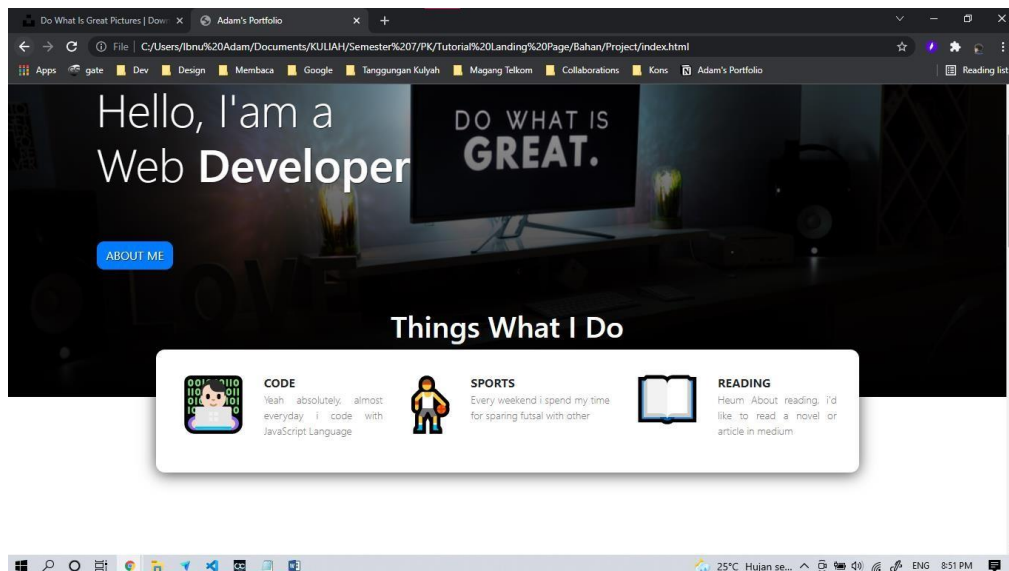 Do What Is Great Pictures | Dow
Adam's Portfolio
File | C:/Users/Ibnu%20Adam/Documents/KULIAH/Semester%207/PK/Tutorial%20Landing%20Page/Bahan/Project/index.html
Apps gate Dev Design Membaca Google Tanggungan Kulyah Magang Telkom Collaborations Kons Adam's Portfolio Reading list
Hello, I'am a
Web Developer
DO WHAT IS
GREAT.
ABOUT ME
LOVE
Things What I Do
CODE
Yeah absolutely, almost
everyday i code with
JavaScript Language
SPORTS
Every weekend i spend my time
for sparing futsal with other
READING
Heum About reading, i'd
like to read a novel or
article in medium
25°C Hujan se... ENG 8:51 PM